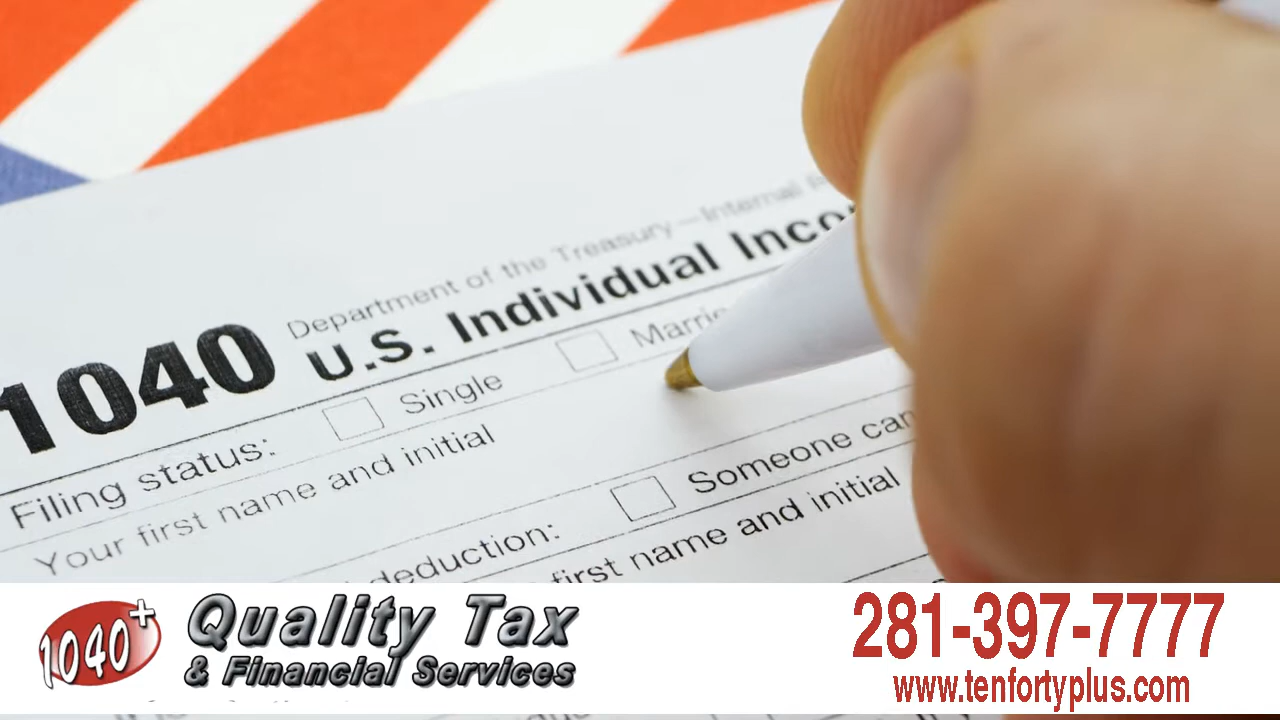 Department of the Treasury—Internal
1040 U.S. Individual Inco
Filing status: Single Marrie
Your first name and initial
deduction: Someone can
first name and initial
1040+ Quality Tax
& Financial Services
281-397-7777
www.tenfortyplus.com